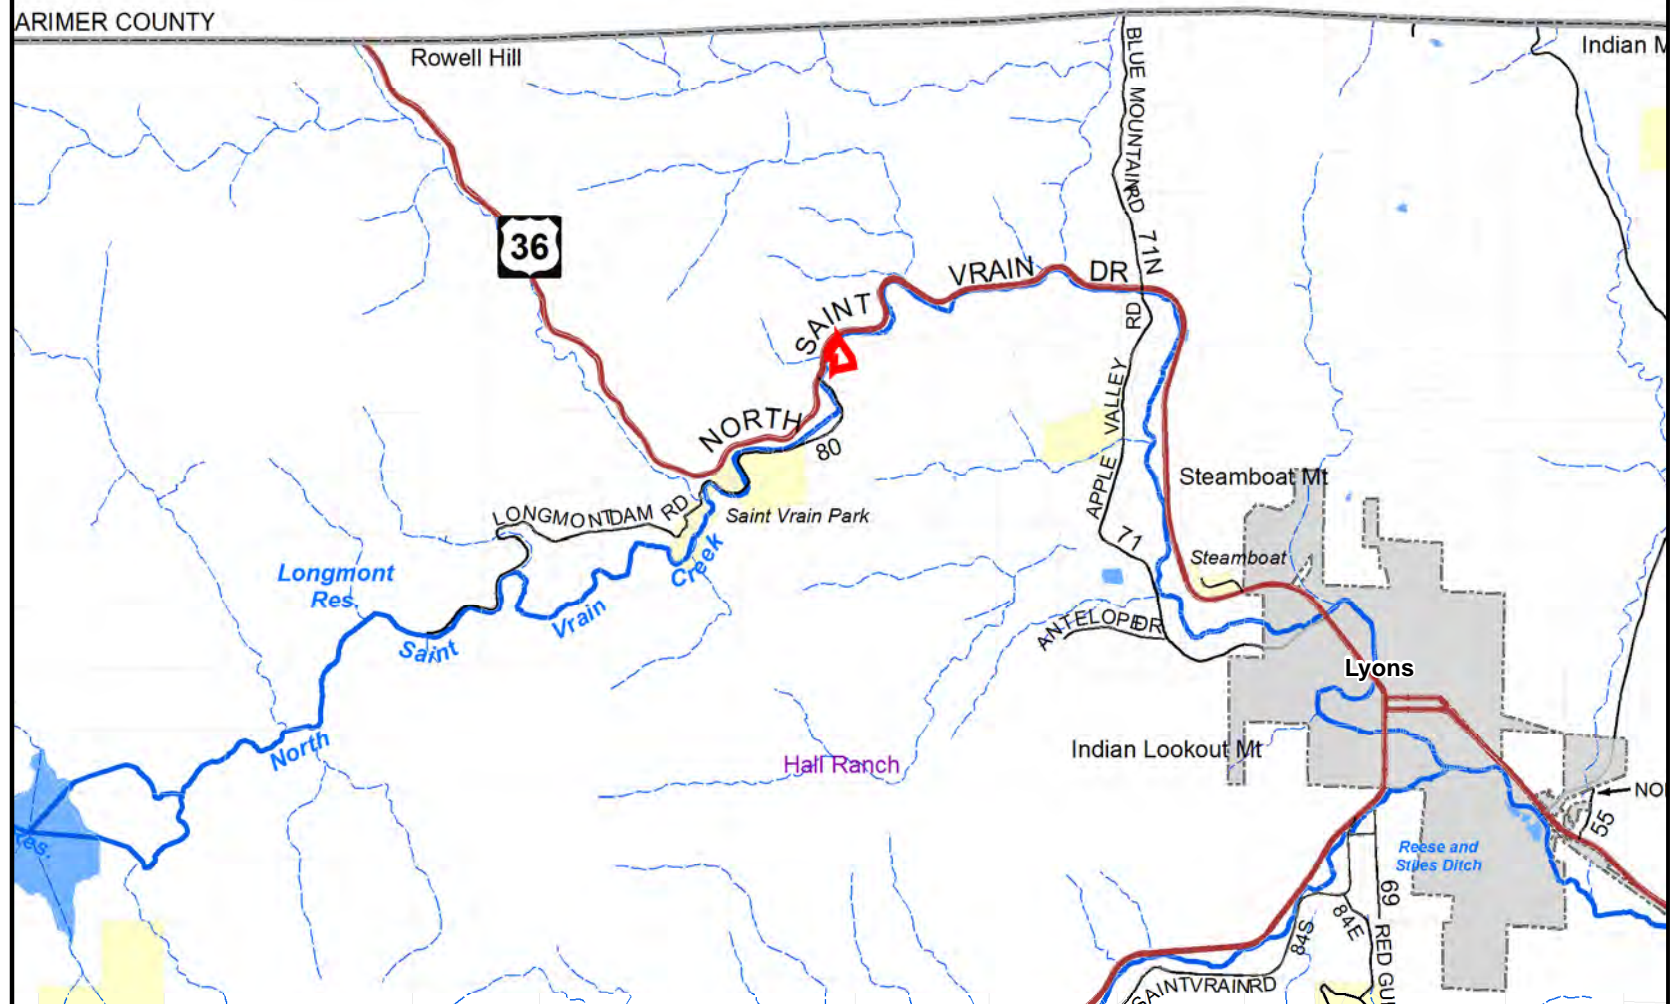 ARIMER COUNTY
Rowell Hill
Indian M
BLUE MOUNTAIN RD
71N
36
SAINT
VRAIN
DR
RD
NORTH
80
APPLE VALLEY
Steamboat Mt
LONGMONT DAM RD
Saint Vrain Park
71
Steamboat
Longmont
Res.
Creek
Vrain
Saint
ANTELOPE DR
Lyons
North
Hall Ranch
Indian Lookout Mt
NO
55
es.
Reese and
Stiles Ditch
69
84S
84E
RED GU
SAINT VRAIN RD